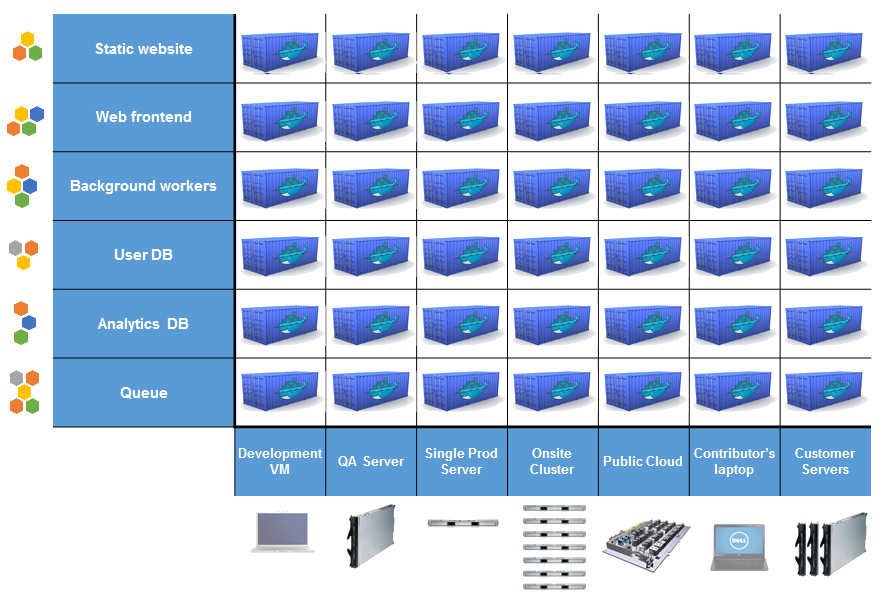 Static website
Web frontend
Background workers
User DB
Analytics  DB
Queue
Development
VM
QA  Server
Single Prod
Server
Onsite
Cluster
Public Cloud
Contributor's
laptop
Customer
Servers
DELL